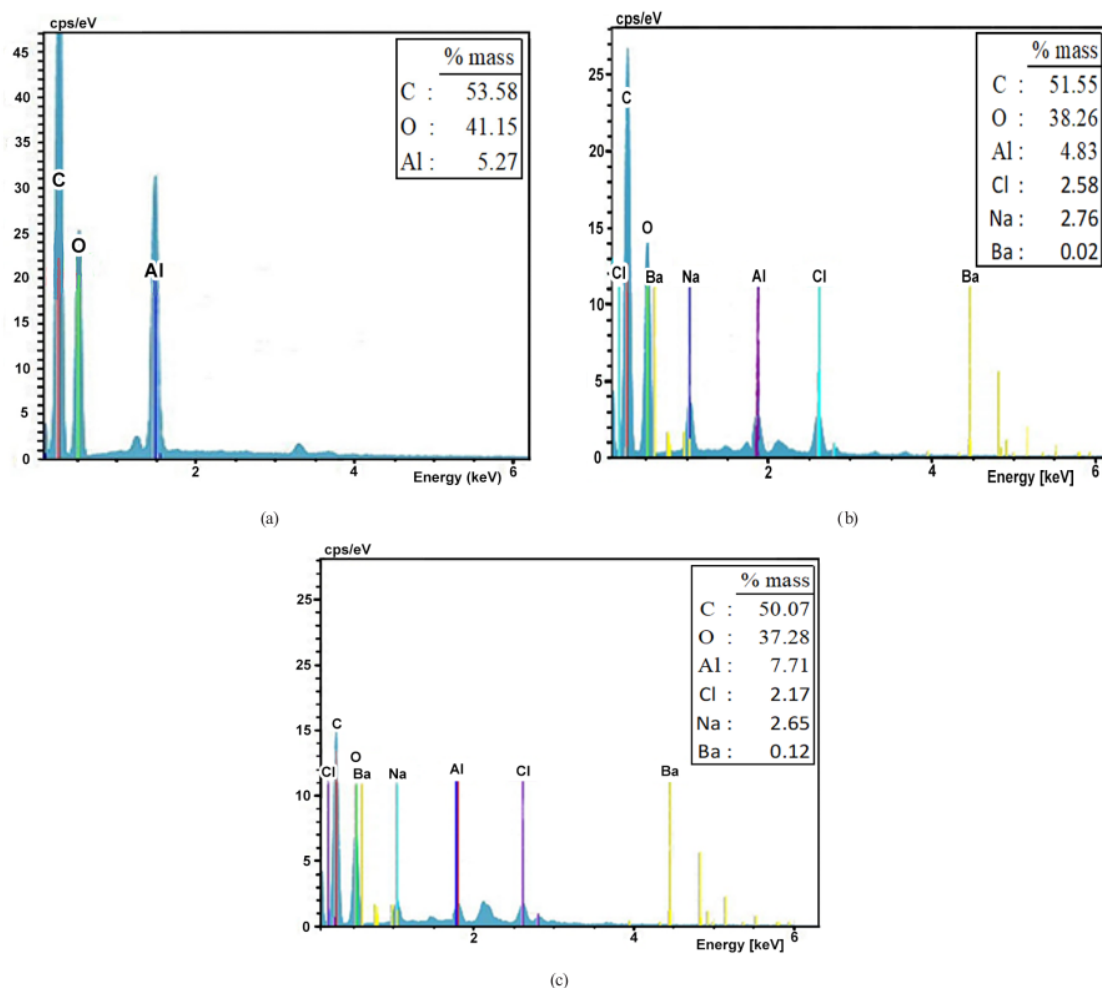 cps/eV
45
40
35
30
25
20
15
10
5
0
C
O
Al
% mass
C : 53.58
O : 41.15
Al : 5.27
2 4 6
Energy (keV)
(a)
cps/eV
25
20
15
10
5
0
Cl C O Ba Na Al Cl Ba
% mass
C : 51.55
O : 38.26
Al : 4.83
Cl : 2.58
Na : 2.76
Ba : 0.02
2 4 6
Energy [keV]
(b)
cps/eV
25
25
15
10
5
0
Cl C O Ba Na Al Cl Ba
% mass
C : 50.07
O : 37.28
Al : 7.71
Cl : 2.17
Na : 2.65
Ba : 0.12
2 4 6
Energy [keV]
(c)